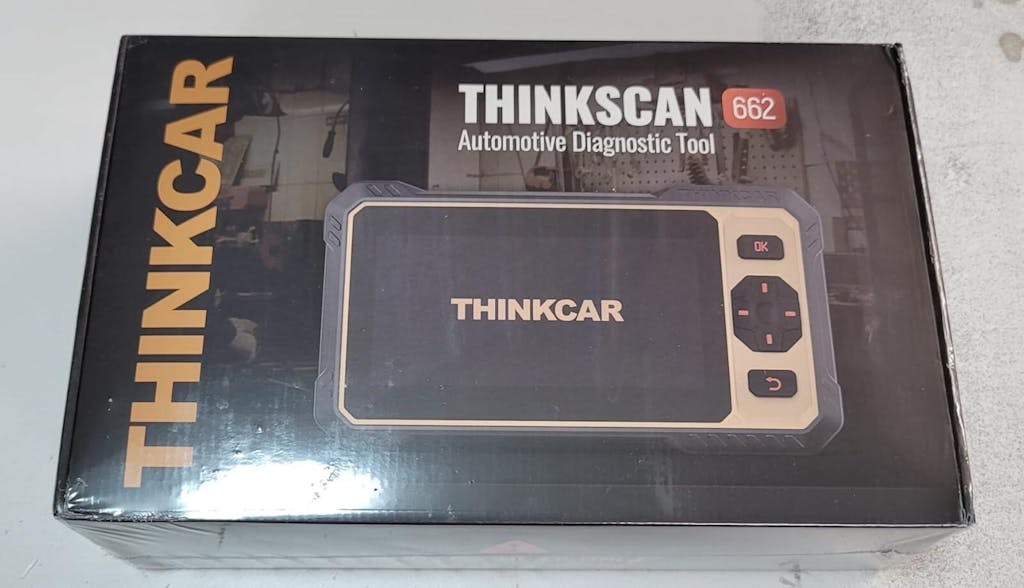 THINKCAR
THINKSCAN 662
Automotive Diagnostic Tool
THINKCAR
OK